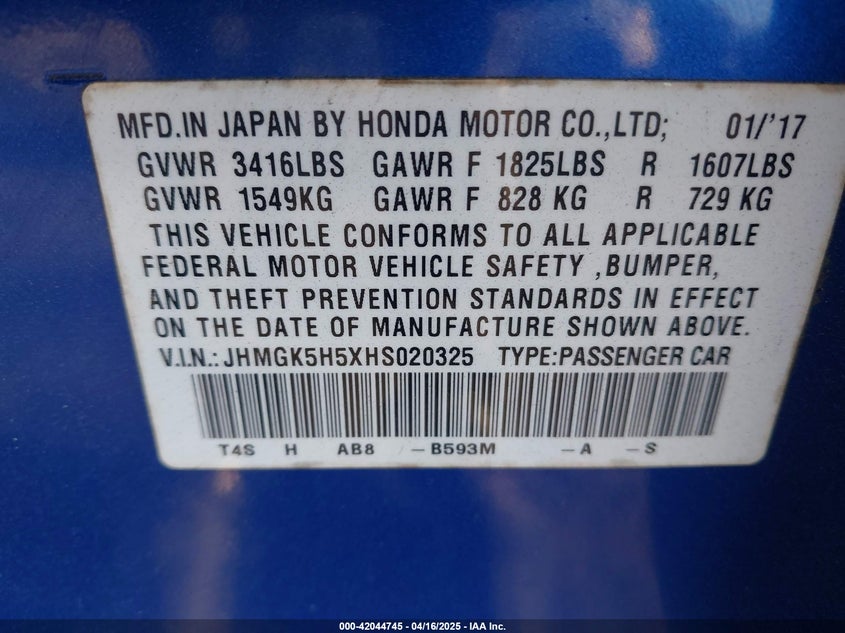 MFD.IN JAPAN BY HONDA MOTOR CO.,LTD; 01/'17
GVWR 3416LBS GAWR F 1825LBS R 1607LBS
GVWR 1549KG GAWR F 828 KG R 729 KG
THIS VEHICLE CONFORMS TO ALL APPLICABLE
FEDERAL MOTOR VEHICLE SAFETY ,BUMPER,
AND THEFT PREVENTION STANDARDS IN EFFECT
ON THE DATE OF MANUFACTURE SHOWN ABOVE.
V.I.N.: JHMGK5H5XHS020325 TYPE:PASSENGER CAR
T4S H AB8 -B593M -A -S
000-42044745 - 04/16/2025 - IAA Inc.